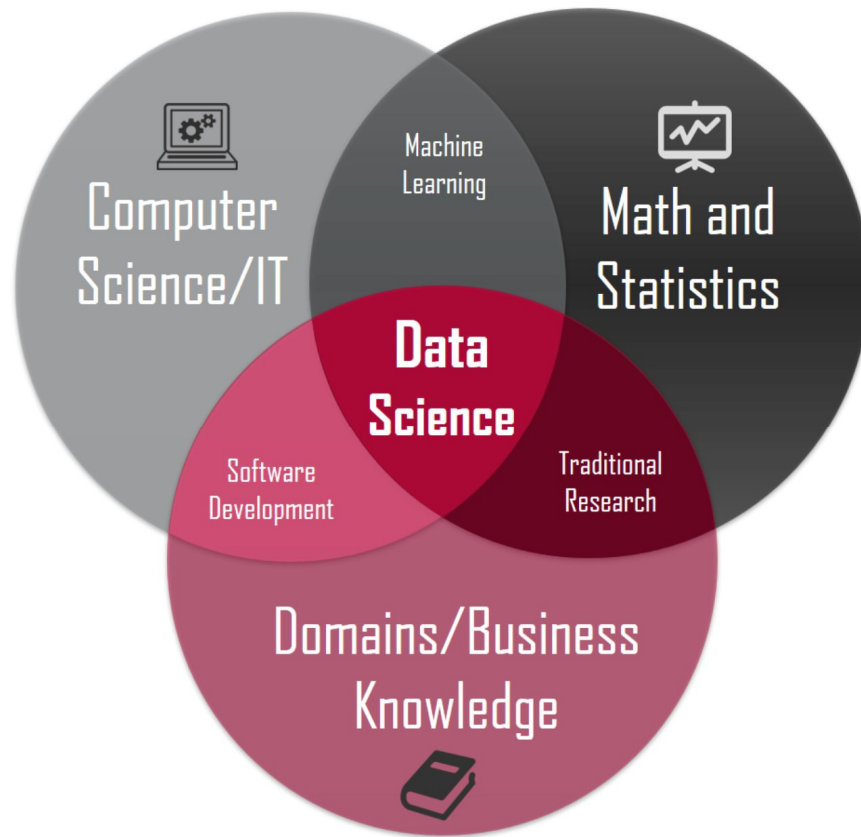 Machine
Learning
Computer
Science/IT
Math and
Statistics
Data
Science
Software
Development
Traditional
Research
Domains/Business
Knowledge